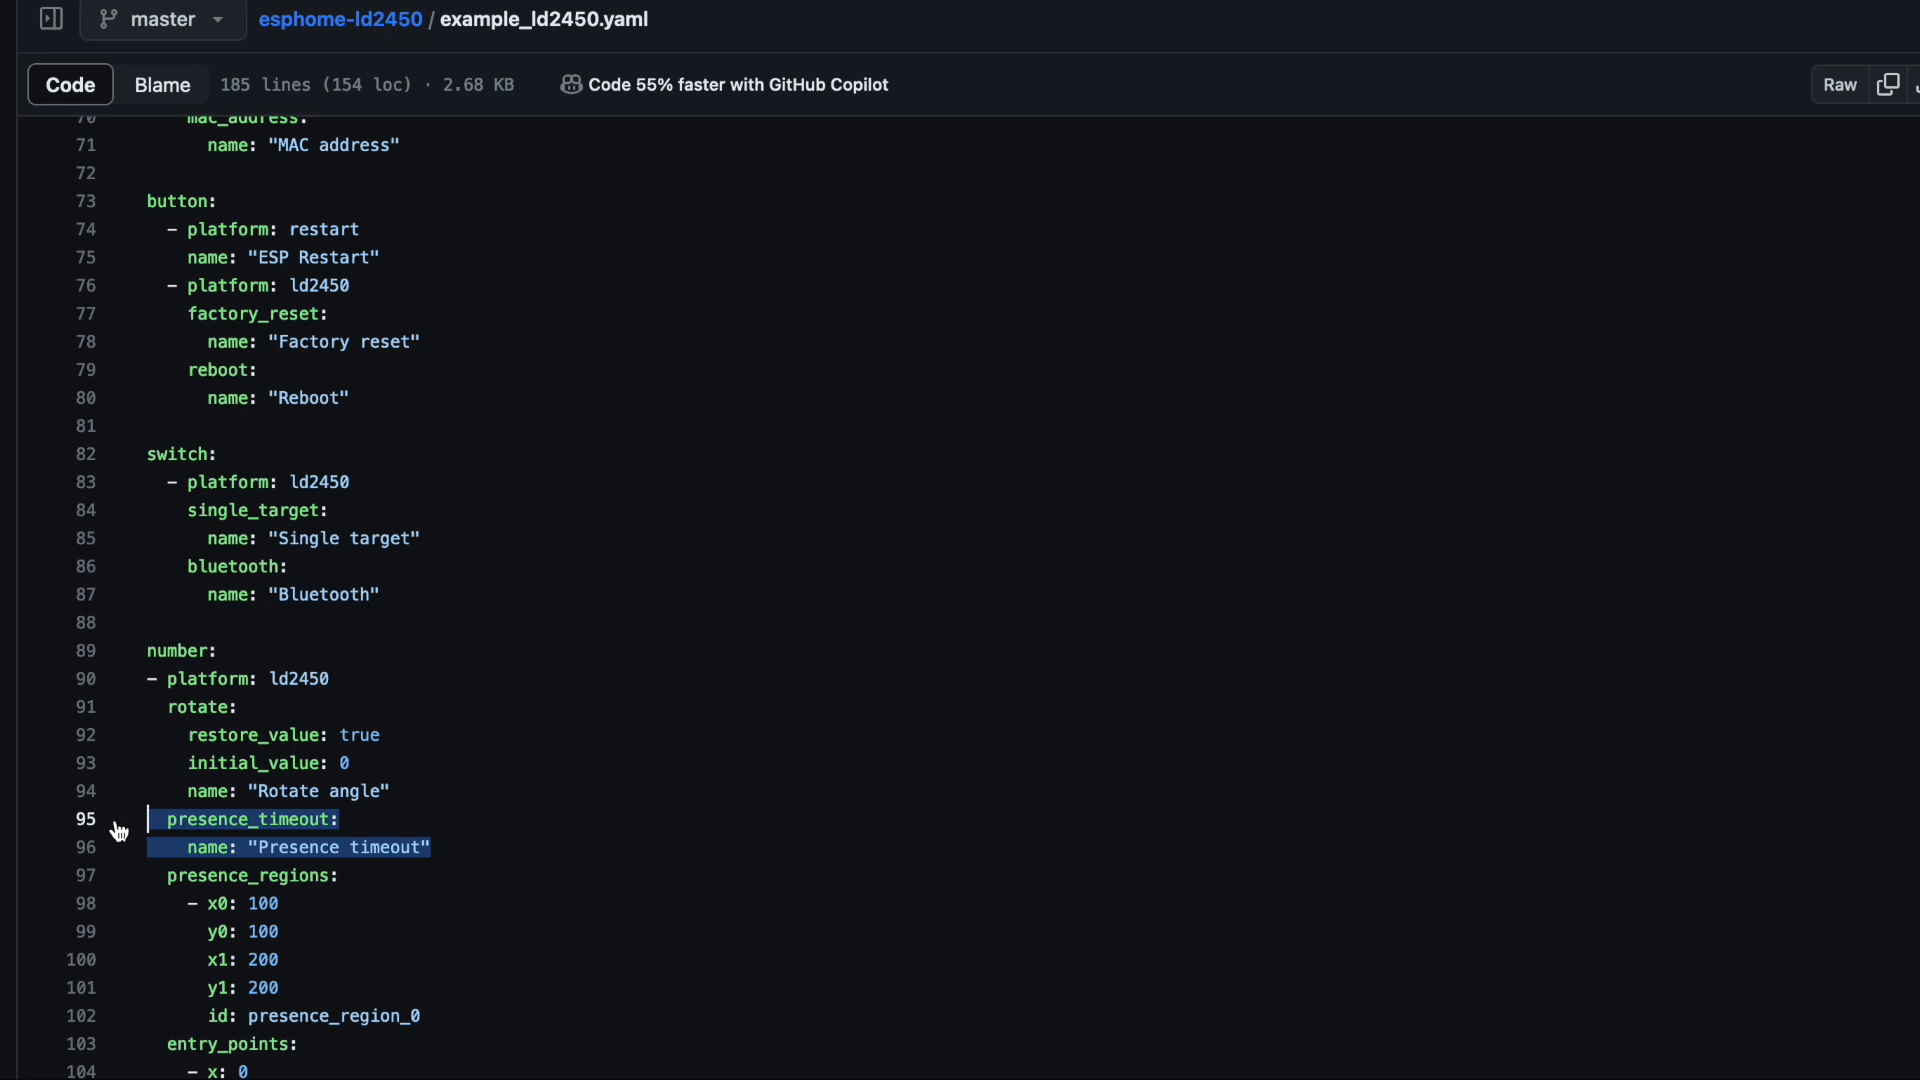 master
esphome-ld2450 / example_ld2450.yaml
Code Blame 185 lines (154 loc) · 2.68 KB Code 55% faster with GitHub Copilot Raw
70 mac_address:
71 name: "MAC address"
72
73 button:
74 - platform: restart
75 name: "ESP Restart"
76 - platform: ld2450
77 factory_reset:
78 name: "Factory reset"
79 reboot:
80 name: "Reboot"
81
82 switch:
83 - platform: ld2450
84 single_target:
85 name: "Single target"
86 bluetooth:
87 name: "Bluetooth"
88
89 number:
90 - platform: ld2450
91 rotate:
92 restore_value: true
93 initial_value: 0
94 name: "Rotate angle"
95 presence_timeout:
96 name: "Presence timeout"
97 presence_regions:
98 - x0: 100
99 y0: 100
100 x1: 200
101 y1: 200
102 id: presence_region_0
103 entry_points:
104 - x: 0